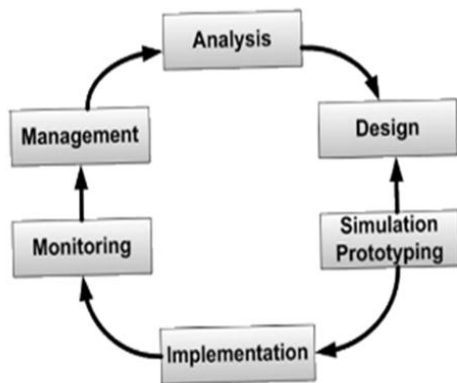 Analysis
Design
Simulation
Prototyping
Implementation
Monitoring
Management